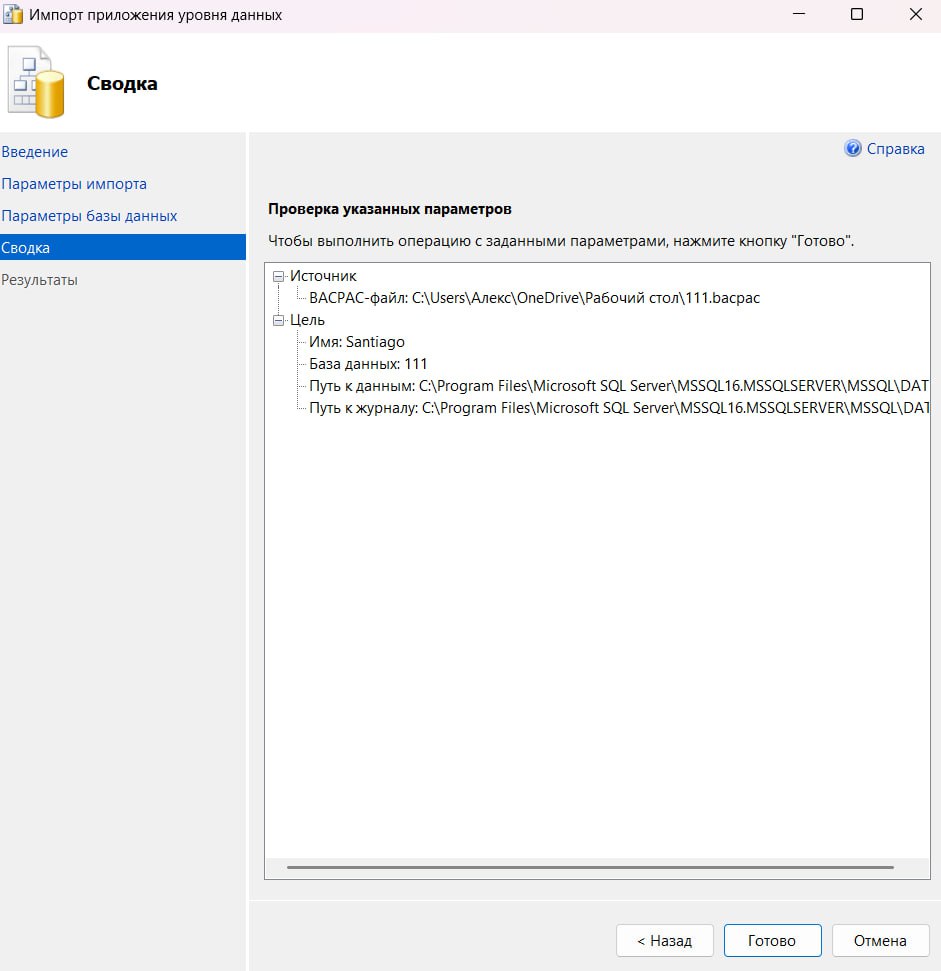 Импорт приложения уровня данных
Сводка
Введение
Параметры импорта
Параметры базы данных
Сводка
Результаты
Справка
Проверка указанных параметров
Чтобы выполнить операцию с заданными параметрами, нажмите кнопку "Готово".
Источник
BACPAC-файл: C:\Users\Алекс\OneDrive\Рабочий стол\111.bacpac
Цель
Имя: Santiago
База данных: 111
Путь к данным: C:\Program Files\Microsoft SQL Server\MSSQL16.MSSQLSERVER\MSSQL\DAT
Путь к журналу: C:\Program Files\Microsoft SQL Server\MSSQL16.MSSQLSERVER\MSSQL\DAT
< Назад
Готово
Отмена